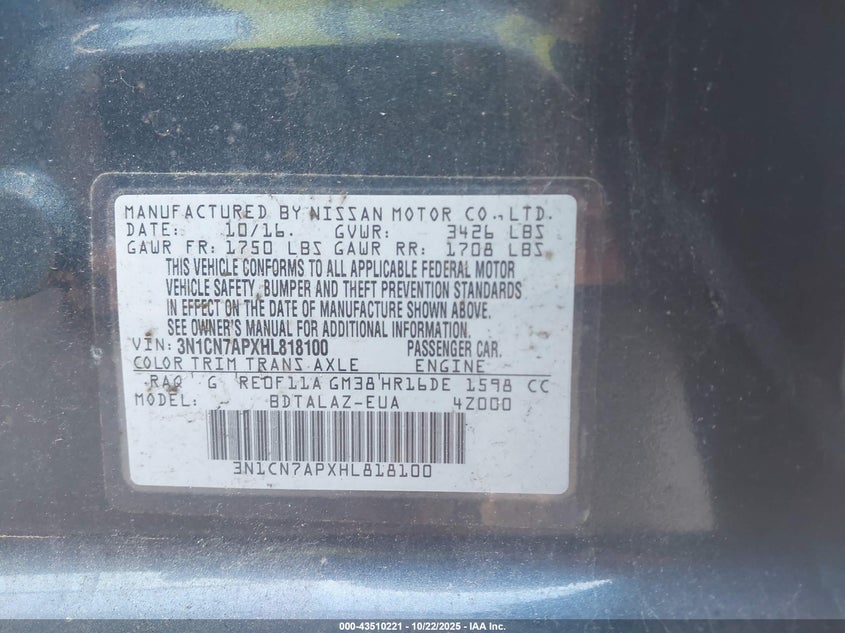 MANUFACTURED BY NISSAN MOTOR CO., LTD.
DATE: 10/16. GVWR: 3426 LBS
GAWR FR: 1750 LBS GAWR RR: 1708 LBS
THIS VEHICLE CONFORMS TO ALL APPLICABLE FEDERAL MOTOR
VEHICLE SAFETY, BUMPER AND THEFT PREVENTION STANDARDS
IN EFFECT ON THE DATE OF MANUFACTURE SHOWN ABOVE.
SEE OWNER'S MANUAL FOR ADDITIONAL INFORMATION.
VIN: 3N1CN7APXHL818100 PASSENGER CAR.
COLOR TRIM TRANS AXLE ENGINE
RAQ G RE0F11A GM38 HR16DE 1598 CC
MODEL: BDTALAZ-EUA 4Z000
3N1CN7APXHL818100
000-43510221 | 10/22/2025 - IAA Inc.